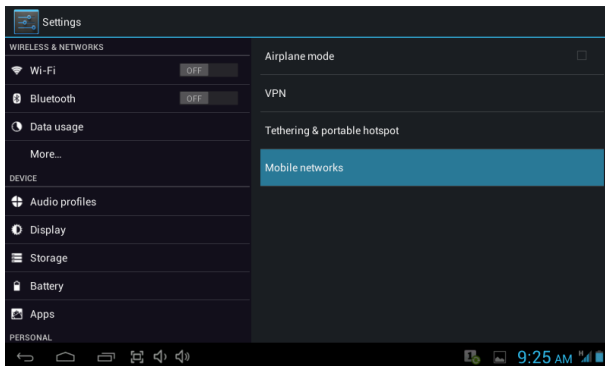 Settings
WIRELESS & NETWORKS
Wi-Fi OFF
Bluetooth OFF
Data usage
More...
DEVICE
Audio profiles
Display
Storage
Battery
Apps
PERSONAL
Airplane mode
VPN
Tethering & portable hotspot
Mobile networks
9:25 AM H